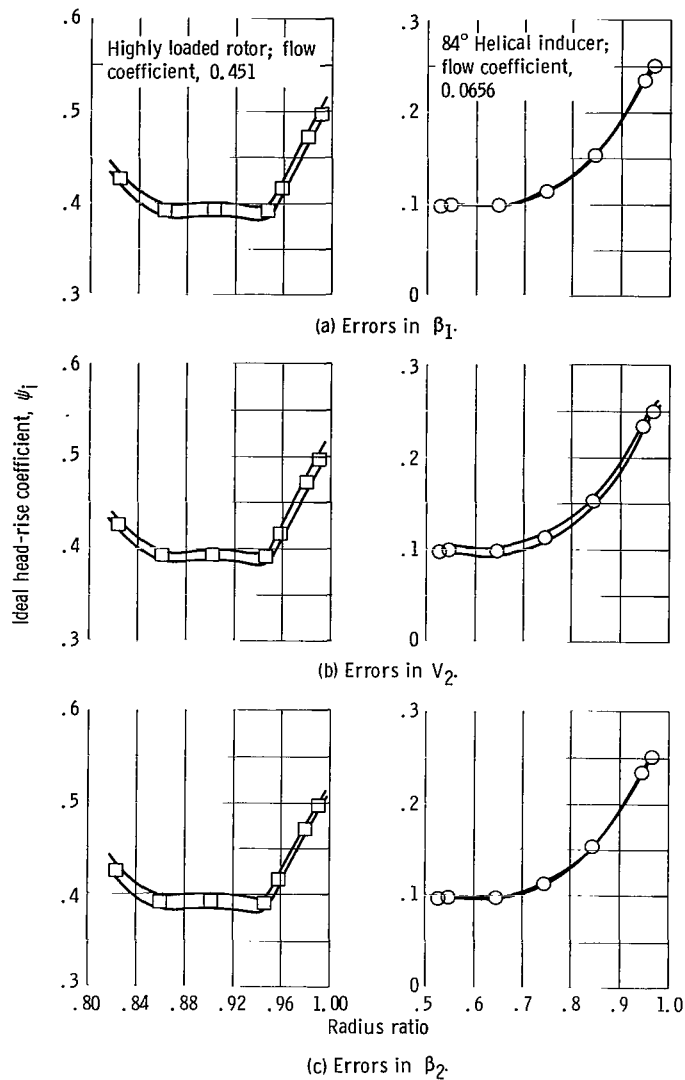 Highly loaded rotor; flow
coefficient, 0.451
84° Helical inducer;
flow coefficient,
0.0656
.6
.5
.4
.3
.3
.2
.1
0
(a) Errors in β1.
Ideal head-rise coefficient, ψi
.6
.5
.4
.3
.3
.2
.1
0
(b) Errors in V2.
.6
.5
.4
.3
.80 .84 .88 .92 .96 1.00
.3
.2
.1
0
.5 .6 .7 .8 .9 1.0
Radius ratio
(c) Errors in β2.